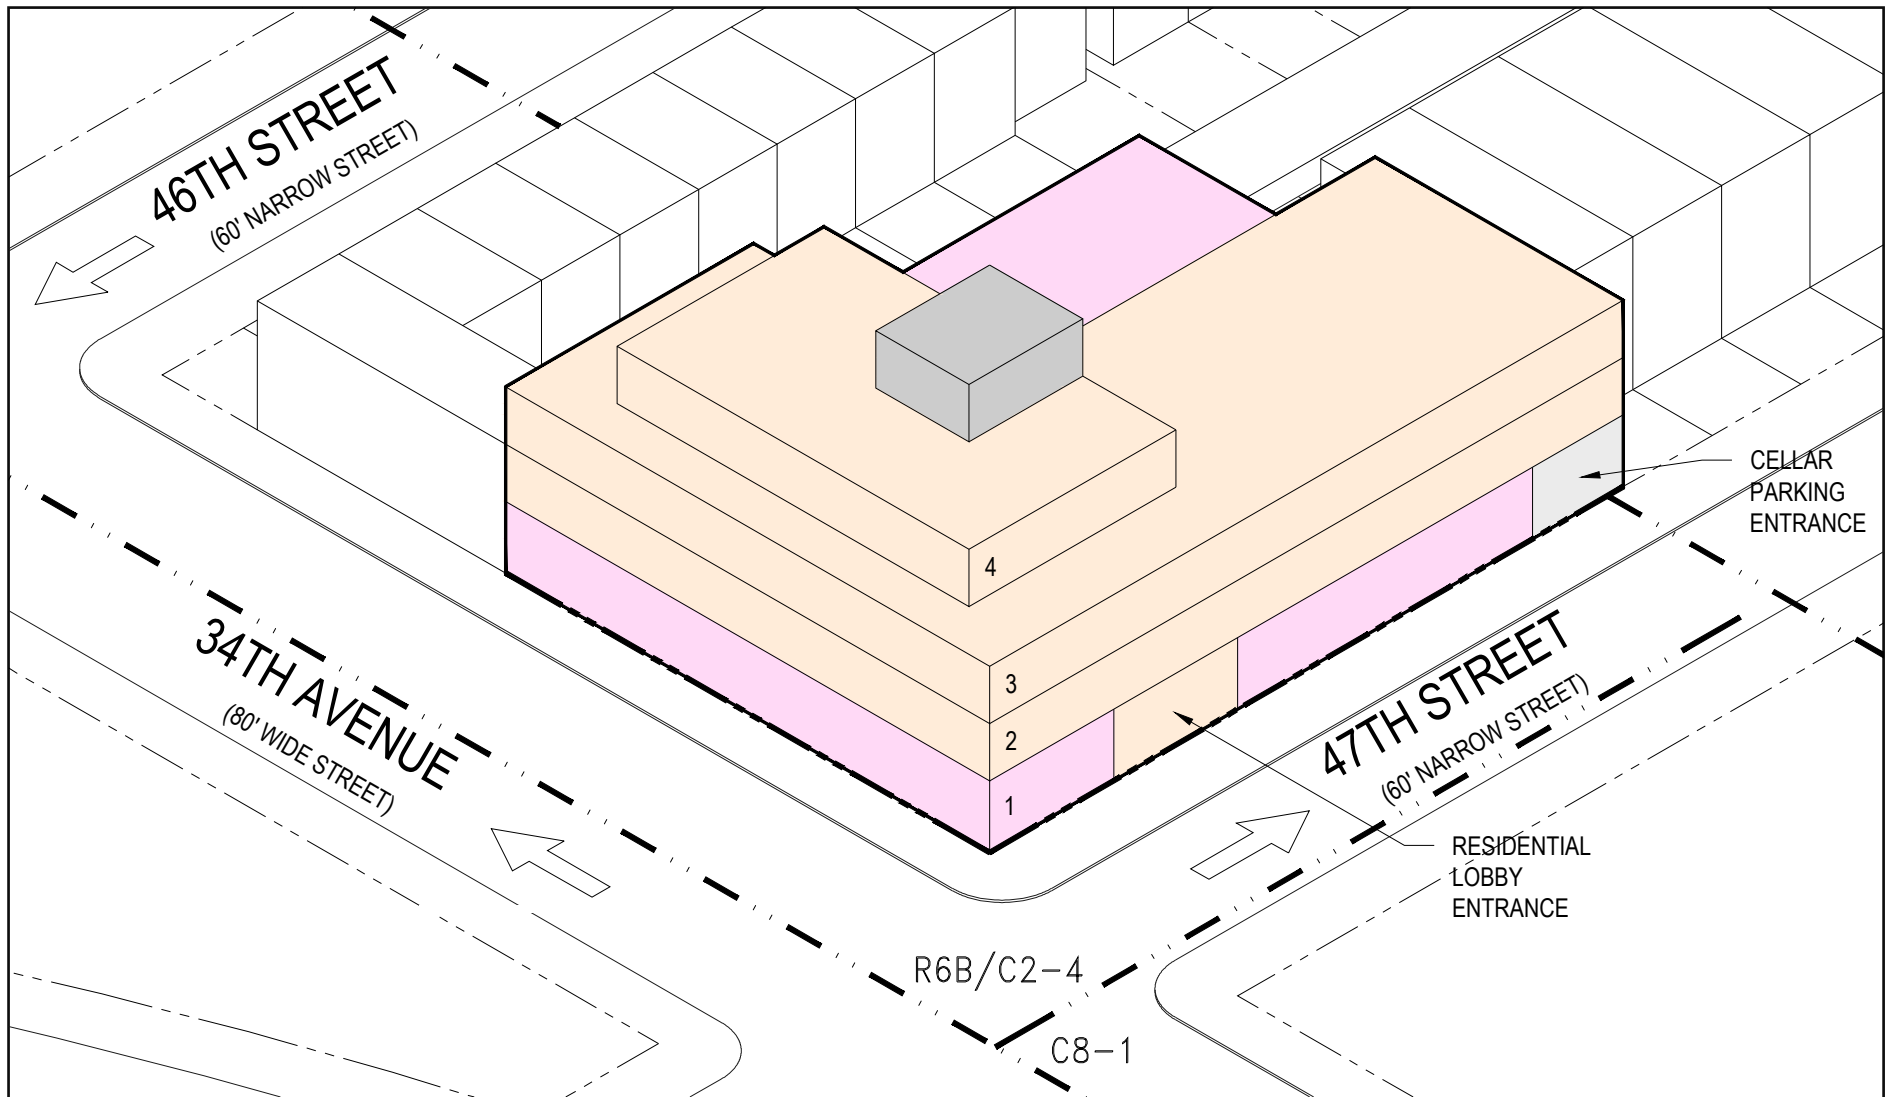 46TH STREET
(60' NARROW STREET)
CELLAR
PARKING
ENTRANCE
4
3
2
1
34TH AVENUE
(80' WIDE STREET)
47TH STREET
(60' NARROW STREET)
RESIDENTIAL
LOBBY
ENTRANCE
R6B/C2-4
C8-1